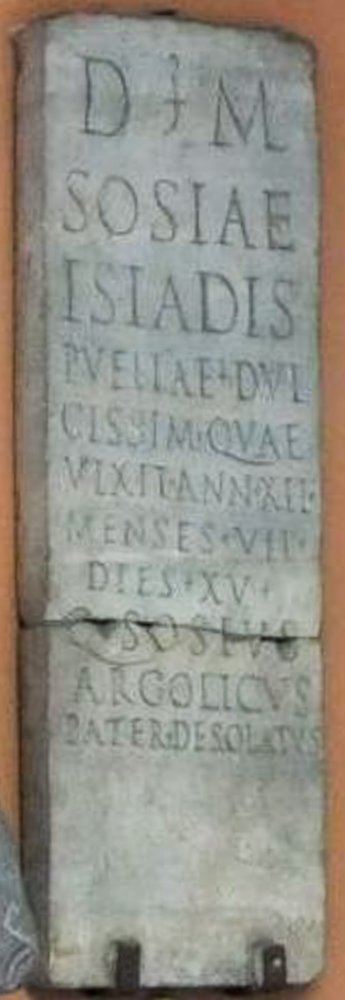 D M
SOSIAE
ISIADIS
PVELLAE DVL
CISSIM·QVAE
VIXIT·ANN·XII·
MENSES·VII·
DIES·XV·
Q·SOSIVS
ARGOLICVS
PATER·DESOLATVS